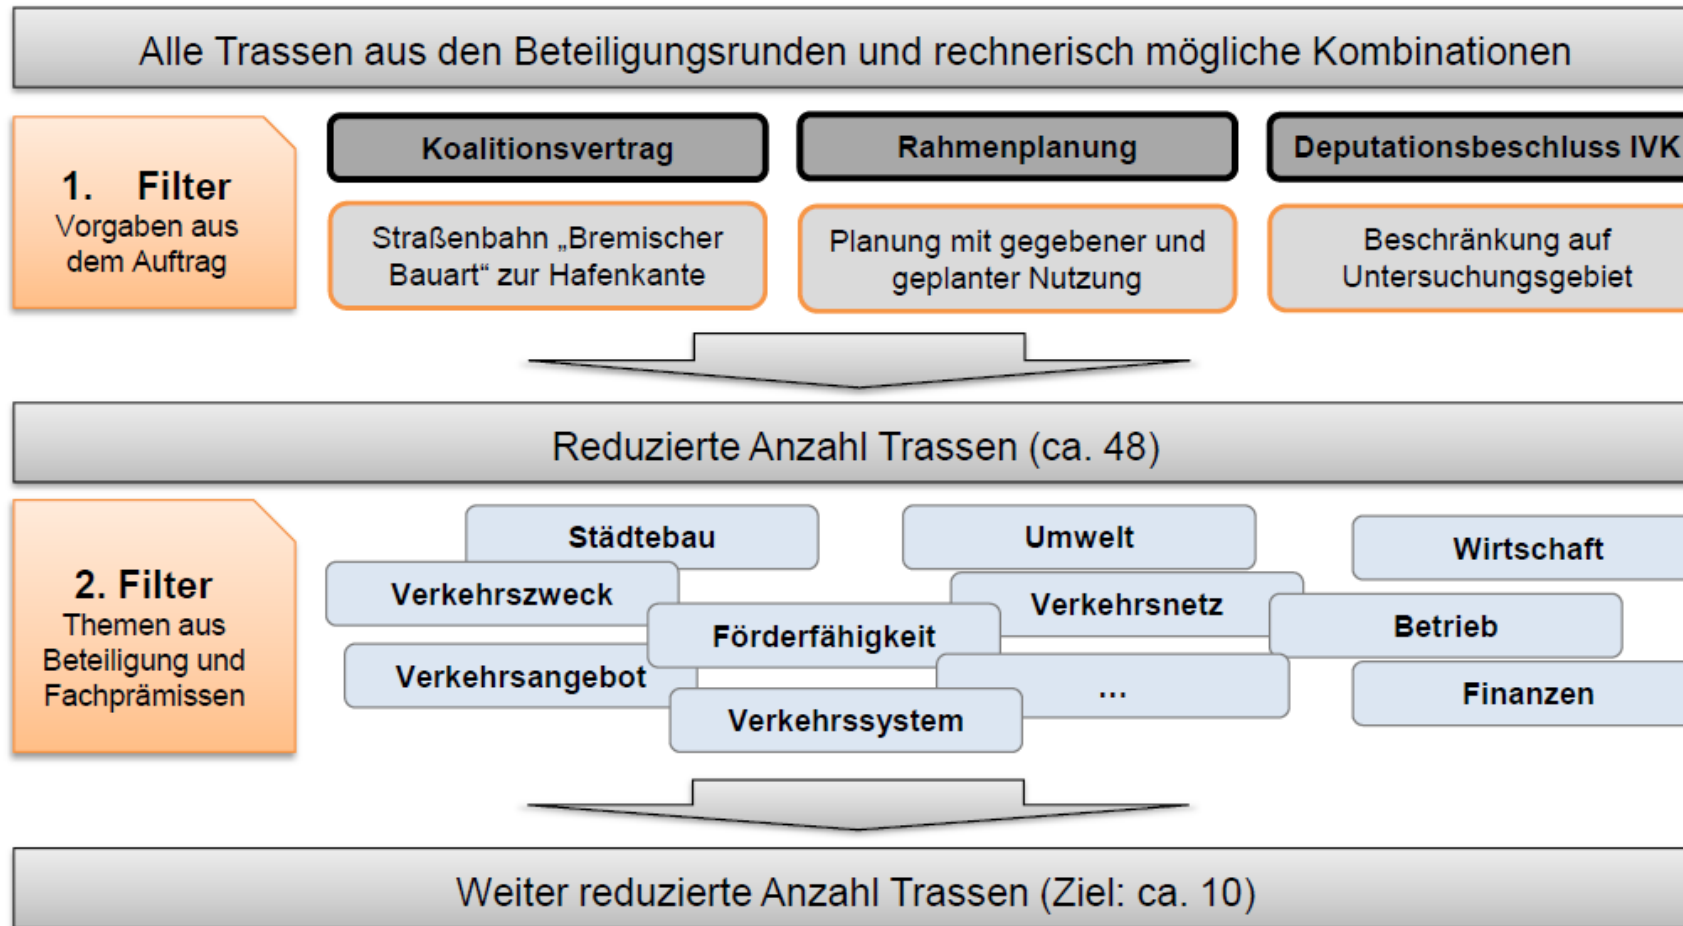 Alle Trassen aus den Beteiligungsrunden und rechnerisch mögliche Kombinationen
1. Filter
Vorgaben aus
dem Auftrag
Koalitionsvertrag
Rahmenplanung
Deputationsbeschluss IVK
Straßenbahn „Bremischer
Bauart“ zur Hafenkante
Planung mit gegebener und
geplanter Nutzung
Beschränkung auf
Untersuchungsgebiet
Reduzierte Anzahl Trassen (ca. 48)
2. Filter
Themen aus
Beteiligung und
Fachprämissen
Städtebau
Umwelt
Wirtschaft
Verkehrszweck
Verkehrsnetz
Förderfähigkeit
Betrieb
Verkehrsangebot
...
Finanzen
Verkehrssystem
Weiter reduzierte Anzahl Trassen (Ziel: ca. 10)